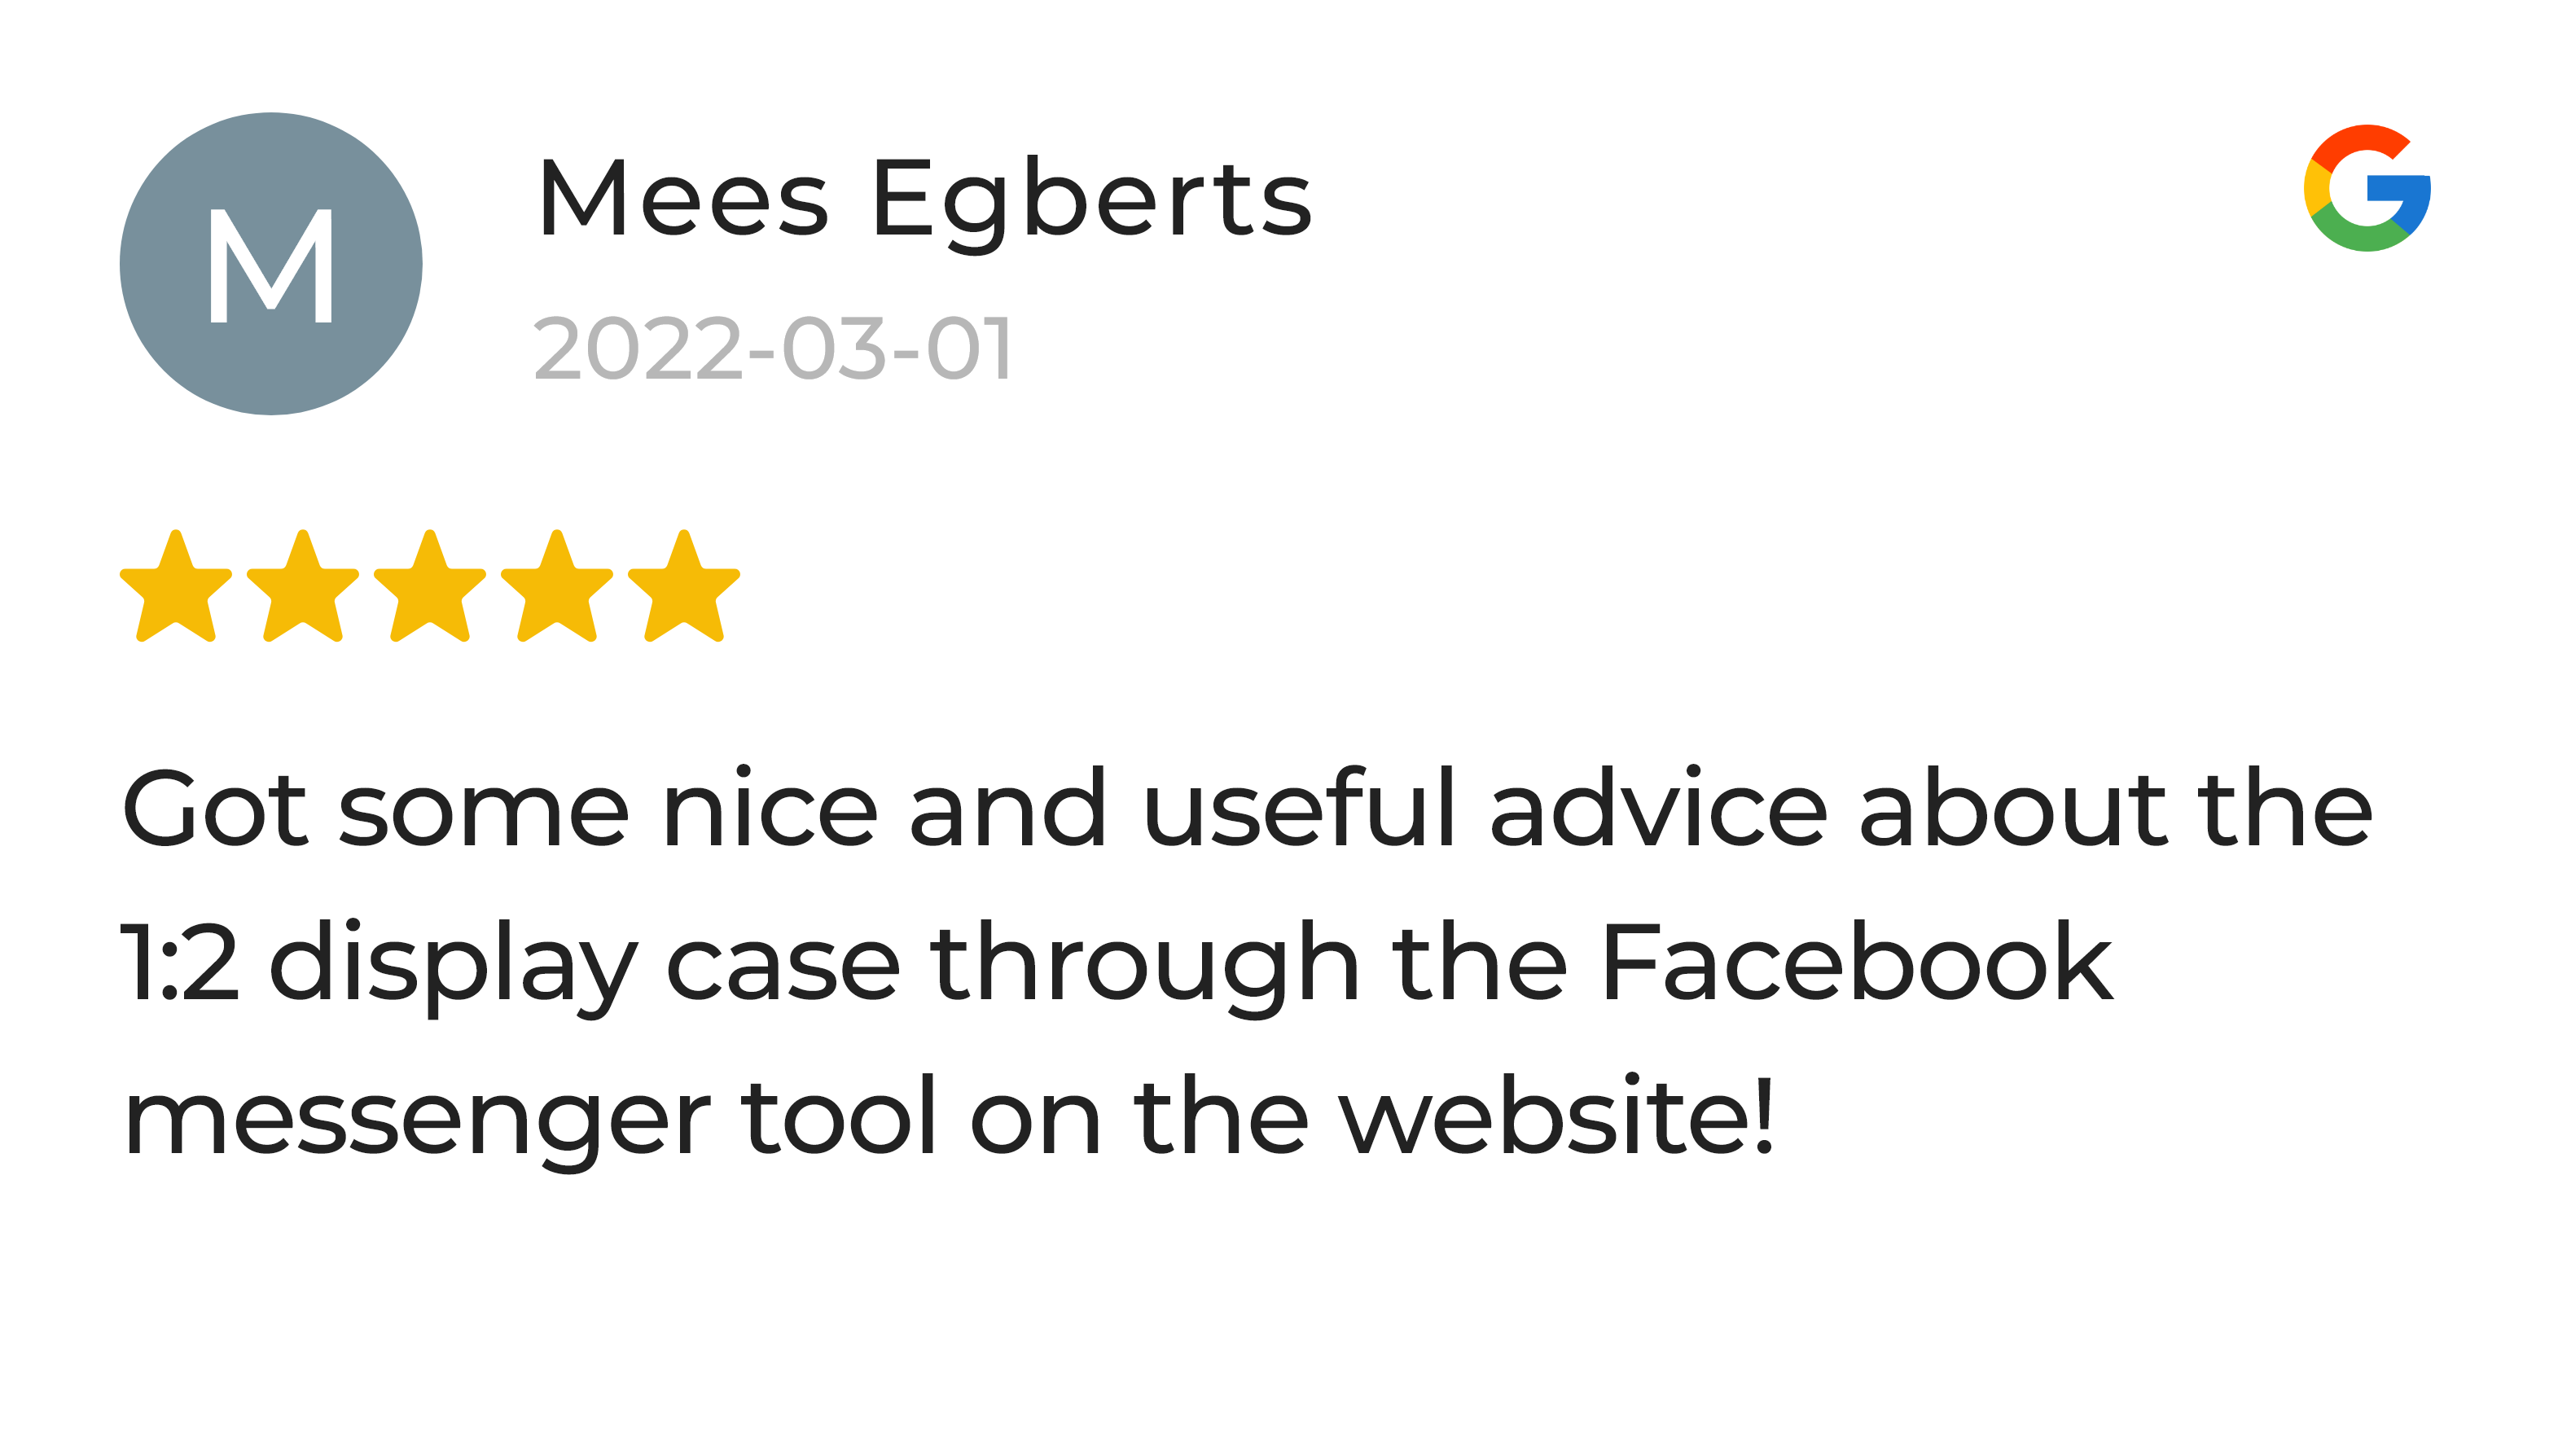 M
Mees Egberts
2022-03-01
G
Got some nice and useful advice about the
1:2 display case through the Facebook
messenger tool on the website!